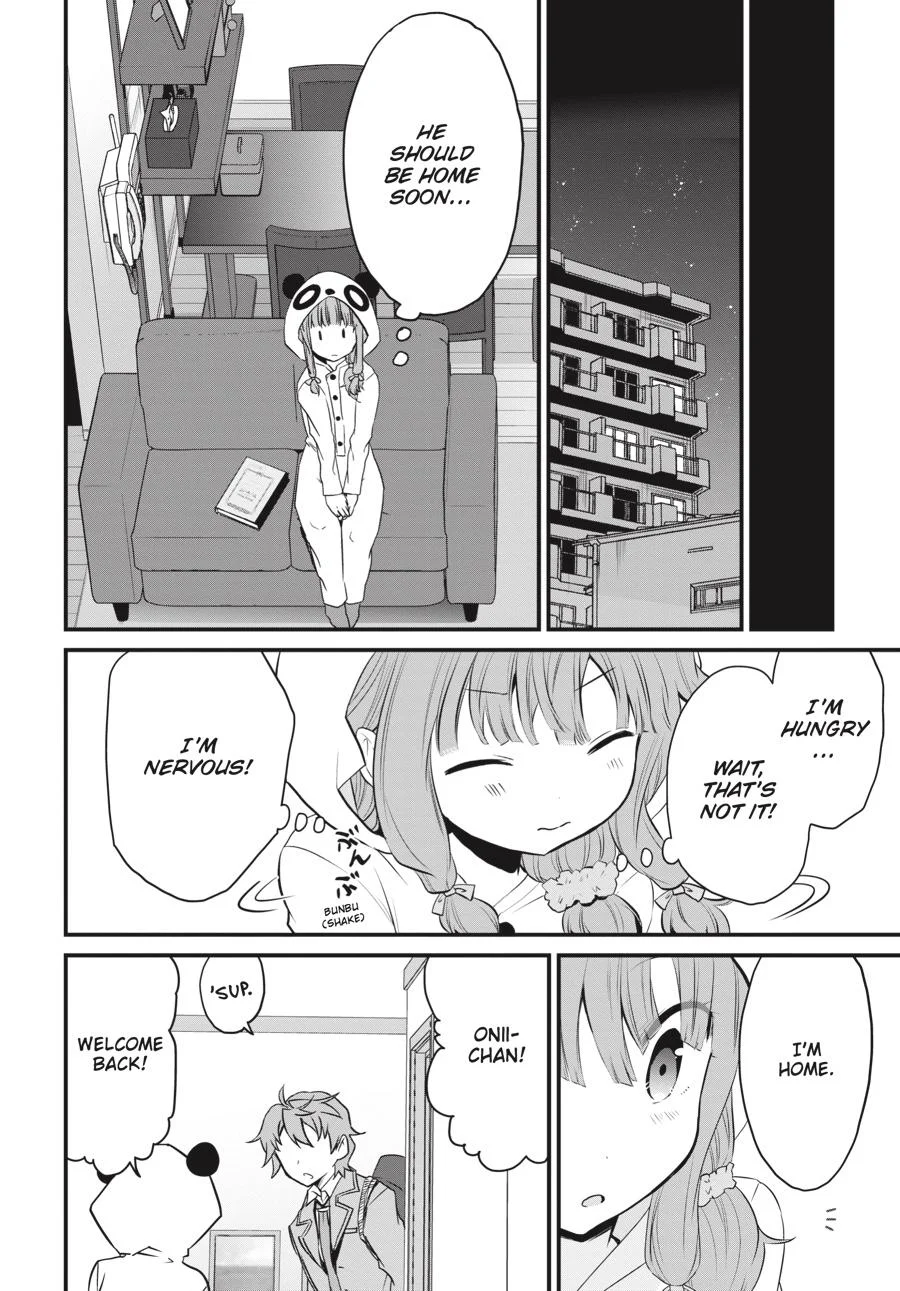 HE
SHOULD
BE HOME
SOON...
I'M
HUNGRY
...
WAIT,
THAT'S
NOT IT!
I'M
NERVOUS!
ぶん
ぶん
BUNBU
(SHAKE)
I'M
HOME.
ONII-
CHAN!
'SUP.
WELCOME
BACK!